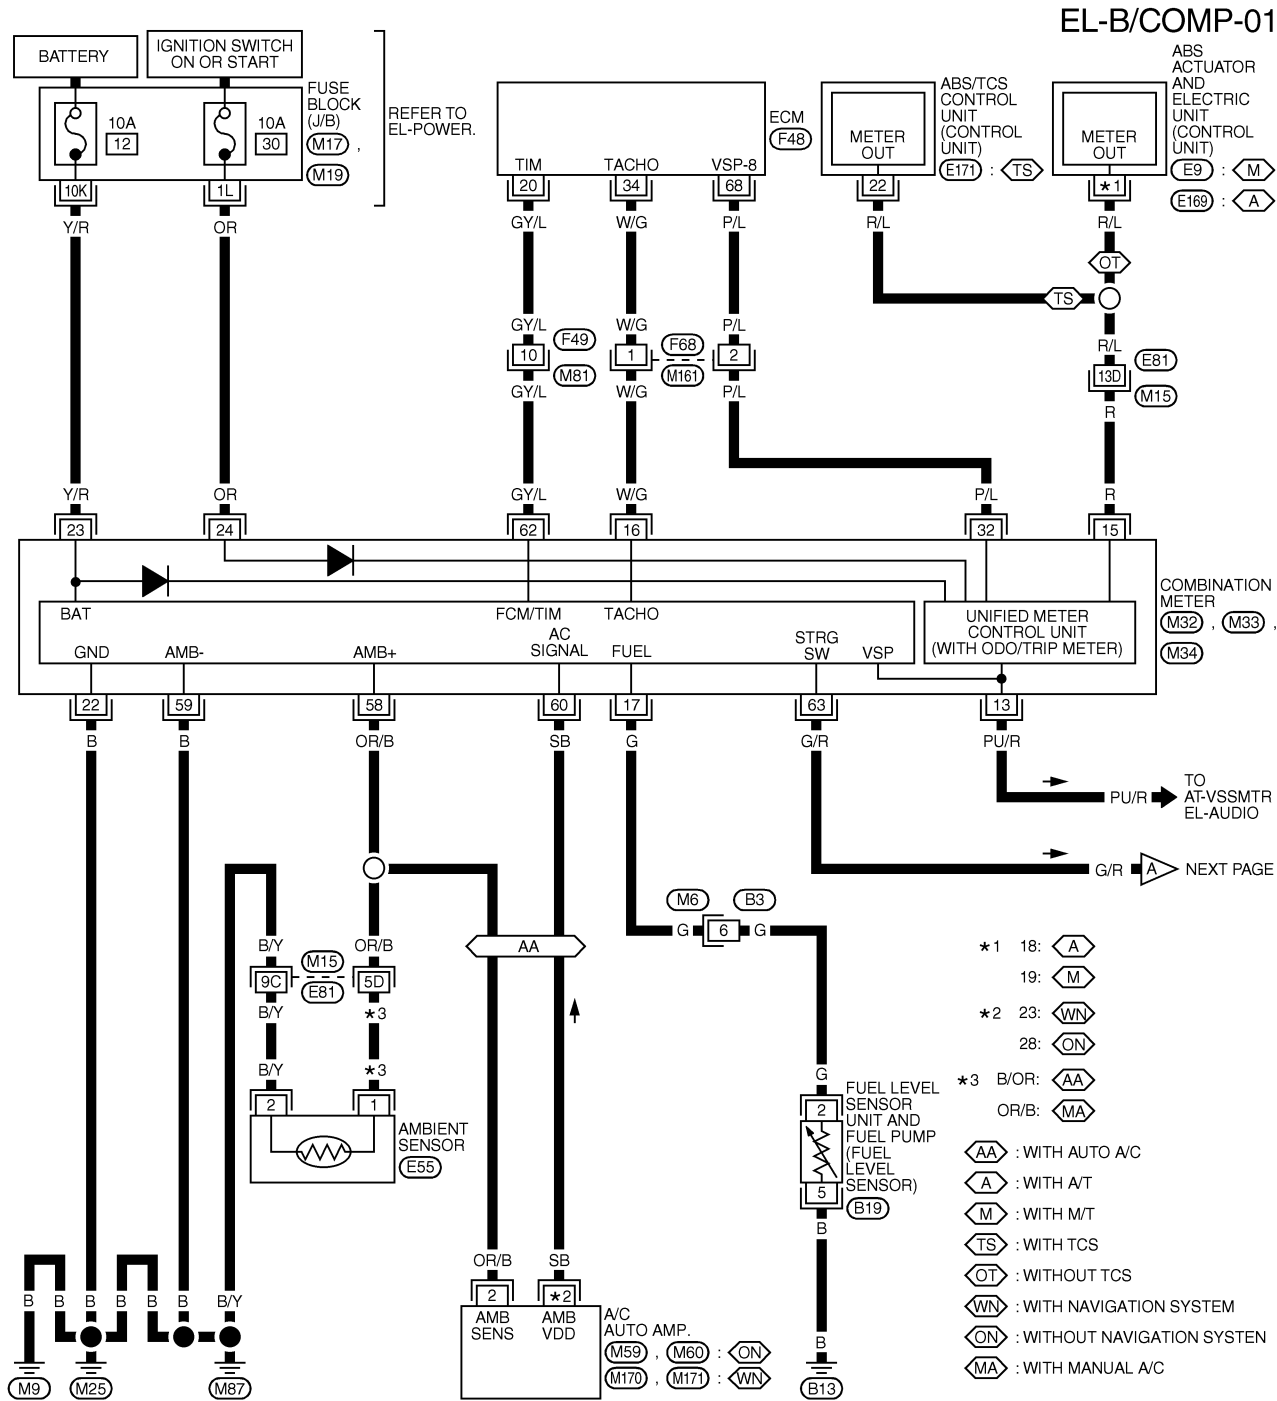 EL-B/COMP-01
BATTERY
IGNITION SWITCH
ON OR START
10A
12
10A
30
FUSE
BLOCK
(J/B)
M17 ,
M19
REFER TO
EL-POWER.
10K
1L
Y/R
OR
TIM
TACHO
VSP-8
ECM
F48
20
34
68
GY/L
W/G
P/L
METER
OUT
ABS/TCS
CONTROL
UNIT
(CONTROL
UNIT)
E171 : TS
22
R/L
METER
OUT
ABS
ACTUATOR
AND
ELECTRIC
UNIT
(CONTROL
UNIT)
E9 : M
E169 : A
*1
R/L
OT
TS
GY/L
W/G
P/L
R/L
10
F49
M81
1
F68
M161
2
13D
E81
M15
GY/L
W/G
P/L
R
Y/R
OR
GY/L
W/G
P/L
R
23
24
62
16
32
15
BAT
FCM/TIM
TACHO
GND
AMB-
AMB+
AC
SIGNAL
FUEL
STRG
SW
VSP
UNIFIED METER
CONTROL UNIT
(WITH ODO/TRIP METER)
COMBINATION
METER
M32 , M33 ,
M34
22
59
58
60
17
63
13
B
B
OR/B
SB
G
G/R
PU/R
PU/R
TO
AT-VSSMTR
EL-AUDIO
G/R
A
NEXT PAGE
M6
B3
G
6
G
AA
B/Y
OR/B
9C
M15
E81
5D
B/Y
*3
B/Y
*3
2
1
AMBIENT
SENSOR
E55
G
2
5
FUEL LEVEL
SENSOR
UNIT AND
FUEL PUMP
(FUEL
LEVEL
SENSOR)
B19
B
B
B13
OR/B
SB
2
*2
AMB
SENS
AMB
VDD
A/C
AUTO AMP.
M59 , M60 : ON
M170 , M171 : WN
B
B
B
B
B
B
B/Y
M9
M25
M87
*1 18: A
19: M
*2 23: WN
28: ON
*3 B/OR: AA
OR/B: MA
AA : WITH AUTO A/C
A : WITH A/T
M : WITH M/T
TS : WITH TCS
OT : WITHOUT TCS
WN : WITH NAVIGATION SYSTEM
ON : WITHOUT NAVIGATION SYSTEN
MA : WITH MANUAL A/C